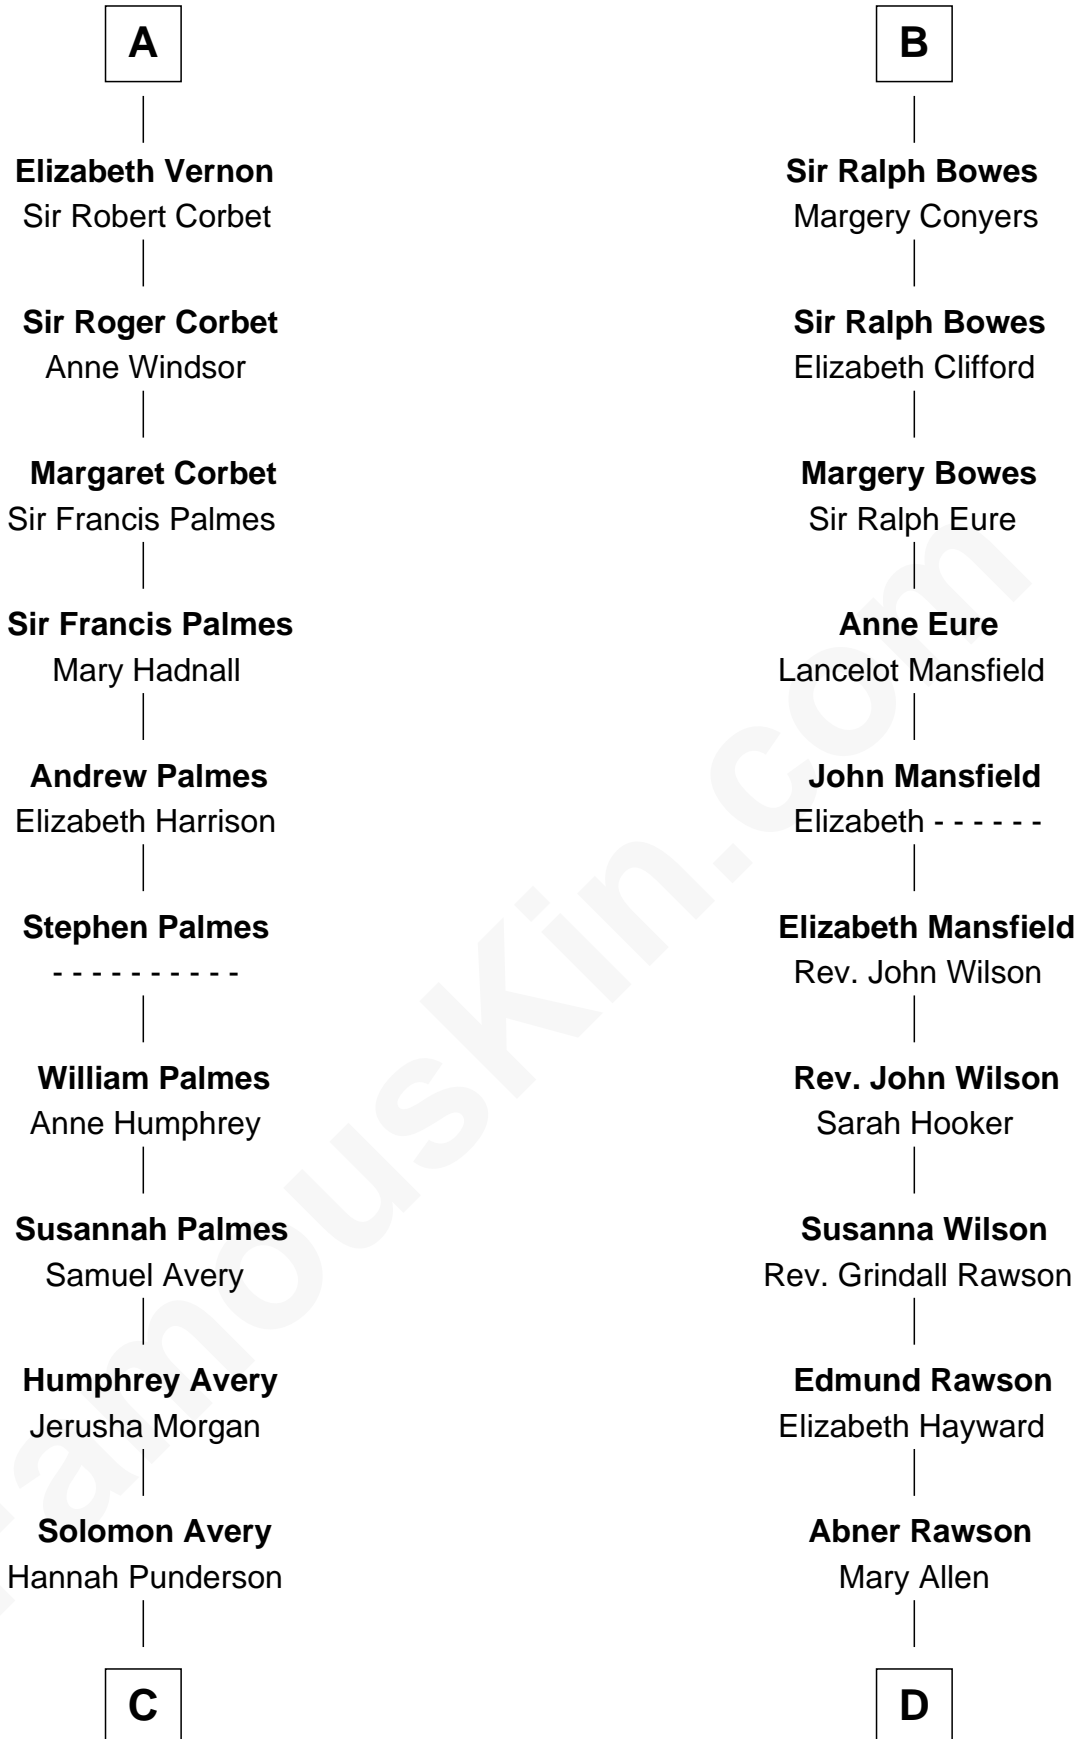 A
Elizabeth Vernon
Sir Robert Corbet
Sir Roger Corbet
Anne Windsor
Margaret Corbet
Sir Francis Palmes
Sir Francis Palmes
Mary Hadnall
Andrew Palmes
Elizabeth Harrison
Stephen Palmes
- - - - - - - - - -
William Palmes
Anne Humphrey
Susannah Palmes
Samuel Avery
Humphrey Avery
Jerusha Morgan
Solomon Avery
Hannah Punderson
C
B
Sir Ralph Bowes
Margery Conyers
Sir Ralph Bowes
Elizabeth Clifford
Margery Bowes
Sir Ralph Eure
Anne Eure
Lancelot Mansfield
John Mansfield
Elizabeth - - - - - -
Elizabeth Mansfield
Rev. John Wilson
Rev. John Wilson
Sarah Hooker
Susanna Wilson
Rev. Grindall Rawson
Edmund Rawson
Elizabeth Hayward
Abner Rawson
Mary Allen
D
FamousKin.com